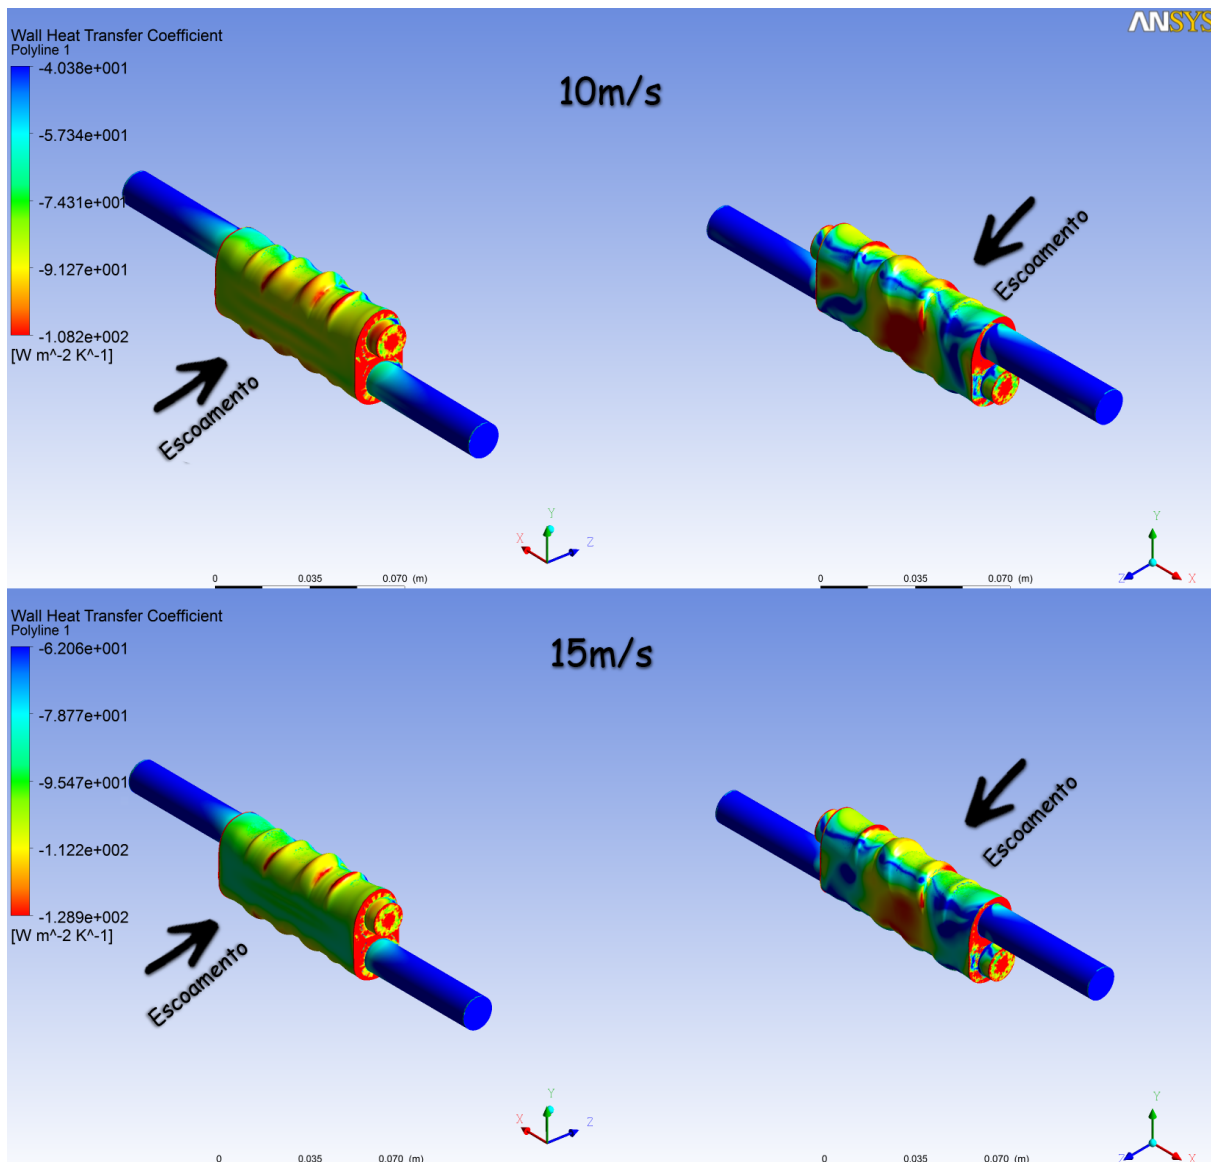 ANSYS
Wall Heat Transfer Coefficient
Polyline 1
-4.038e+001
-5.734e+001
-7.431e+001
-9.127e+001
-1.082e+002
[W m^-2 K^-1]
10m/s
Escoamento
Escoamento
Y
X
Z
Y
Z
X
0
0.035
0.070 (m)
0
0.035
0.070 (m)
Wall Heat Transfer Coefficient
Polyline 1
-6.206e+001
-7.877e+001
-9.547e+001
-1.122e+002
-1.289e+002
[W m^-2 K^-1]
15m/s
Escoamento
Escoamento
Y
X
Z
Y
Z
X
0
0.035
0.070 (m)
0
0.035
0.070 (m)